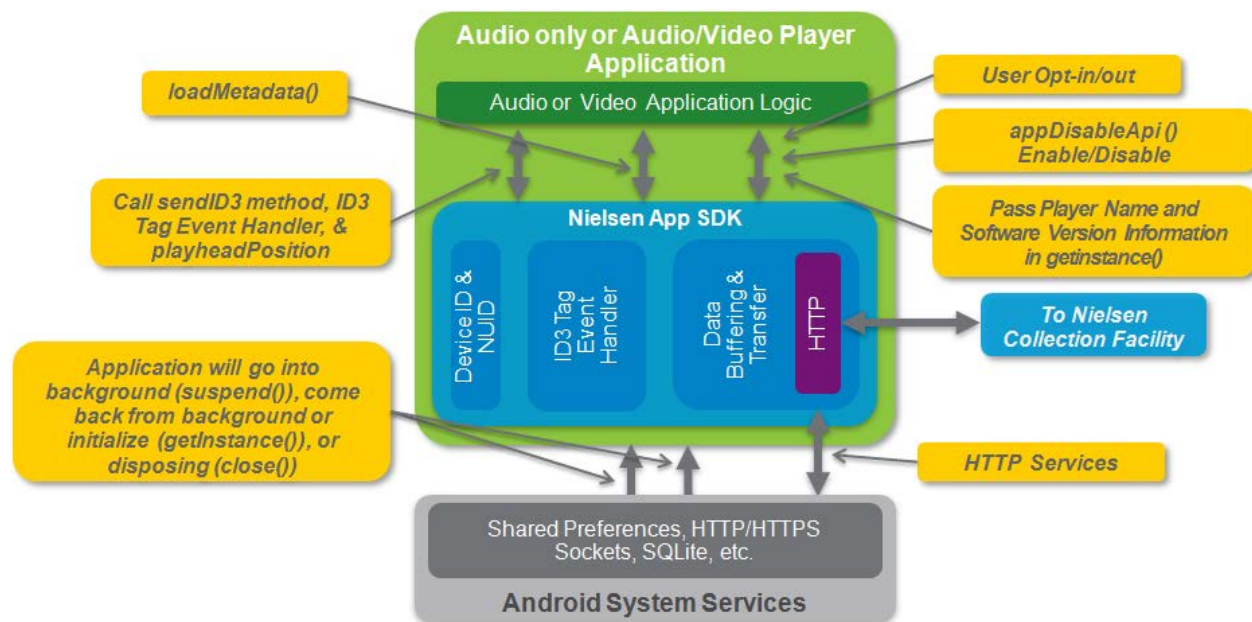 Audio only or Audio/Video Player
Application
Audio or Video Application Logic
loadMetadata()
User Opt-in/out
appDisableApi ()
Enable/Disable
Call sendID3 method, ID3
Tag Event Handler, &
playheadPosition
Pass Player Name and
Software Version Information
in getinstance()
Nielsen App SDK
Device ID &
NUID
ID3 Tag
Event
Handler
Data
Buffering &
Transfer
HTTP
To Nielsen
Collection Facility
Application will go into
background (suspend()), come
back from background or
initialize (getInstance()), or
disposing (close())
HTTP Services
Shared Preferences, HTTP/HTTPS
Sockets, SQLite, etc.
Android System Services